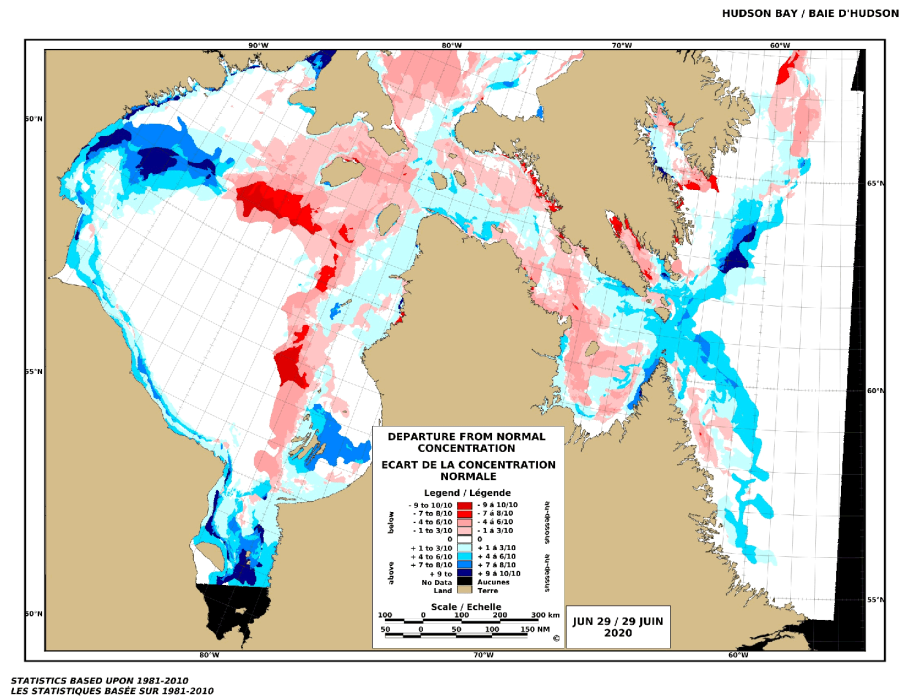 HUDSON BAY / BAIE D'HUDSON
90°W 80°W 70°W 60°W
60°N
65°N
55°N
60°N
50°N
55°N
80°W 70°W 60°W
DEPARTURE FROM NORMAL
CONCENTRATION
ECART DE LA CONCENTRATION
NORMALE
Legend / Légende
below
above
- 9 to 10/10 - 9 à 10/10
- 7 to 8/10 - 7 à 8/10
- 4 to 6/10 - 4 à 6/10
- 1 to 3/10 - 1 à 3/10
0 0
+ 1 to 3/10 + 1 à 3/10
+ 4 to 6/10 + 4 à 6/10
+ 7 to 8/10 + 7 à 8/10
+ 9 to + 9 à 10/10
No Data Aucunes
Land Terre
au-dessous
au-dessus
Scale / Echelle
100 0 100 200 300 km
50 0 50 100 150 NM
©
JUN 29 / 29 JUIN
2020
STATISTICS BASED UPON 1981-2010
LES STATISTIQUES BASÉE SUR 1981-2010